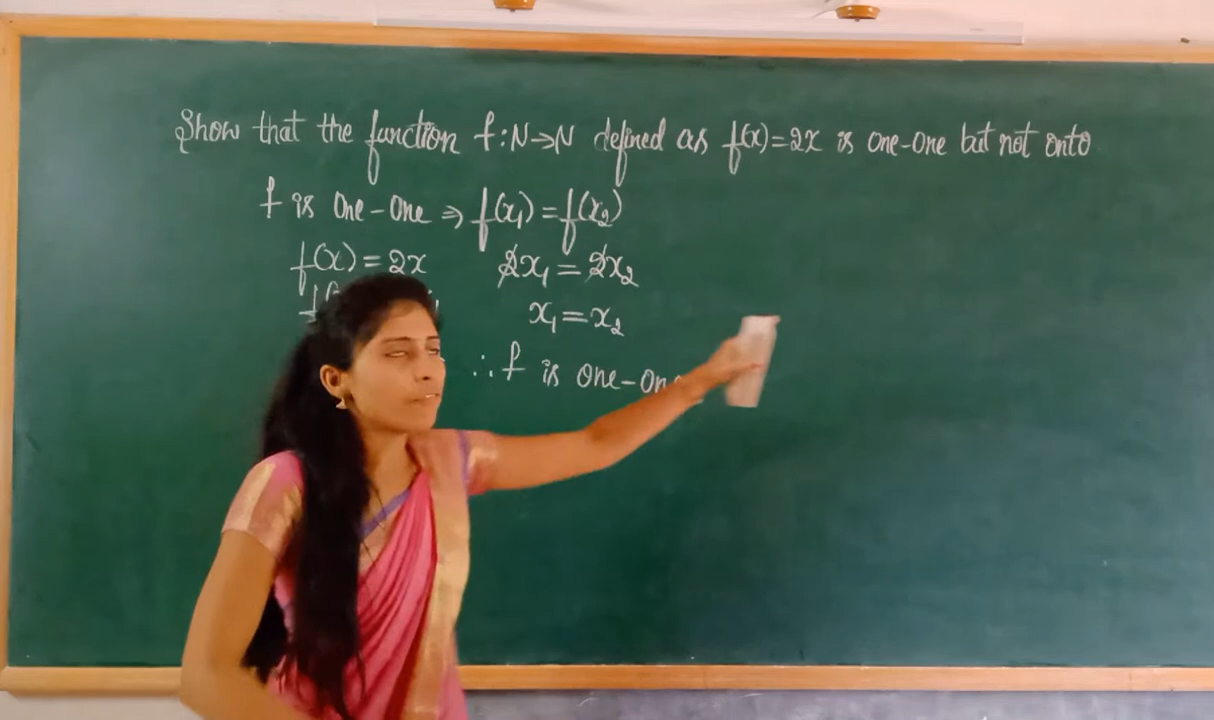 Show that the function f:N→N defined as f(x)=2x is one-one but not onto
f is one-one ⇒ f(x₁)=f(x₂)
f(x)=2x 2x₁=2x₂
x₁=x₂
∴ f is one-on